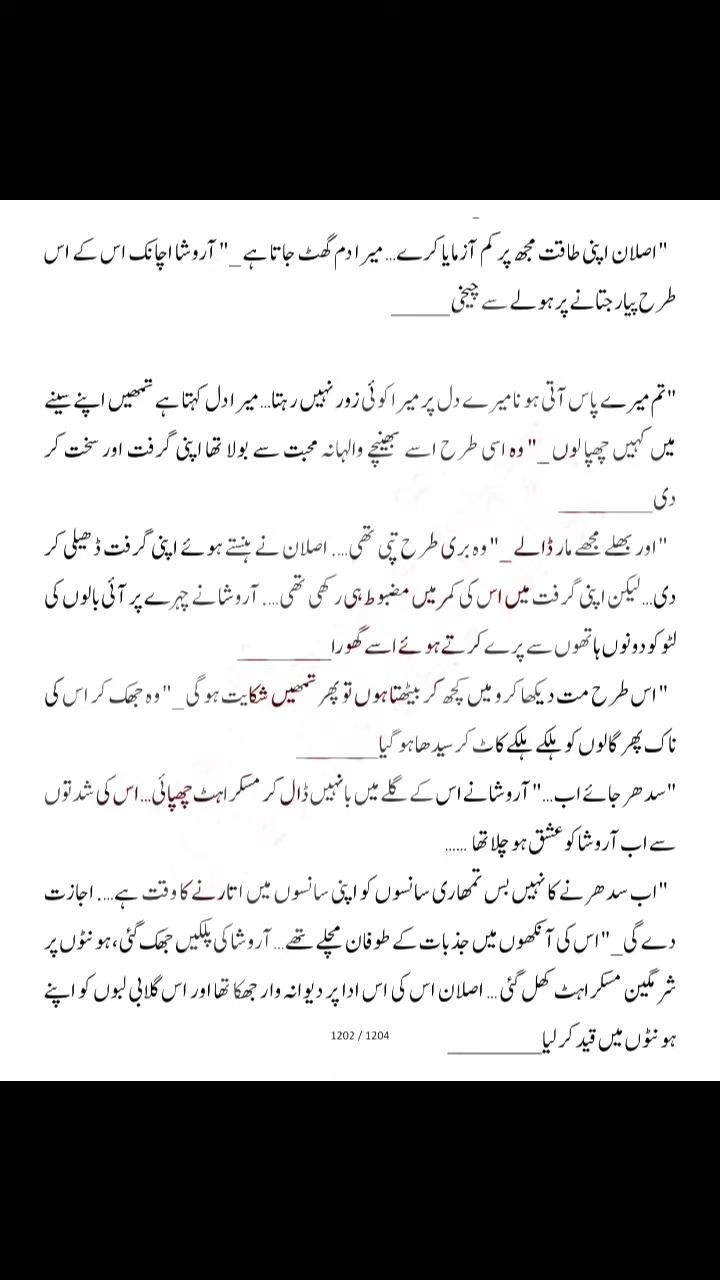 "اصلان اپنی طاقت مجھ پر کم آزمایا کرے... میرا دم گھٹ جاتا ہے_" آروشا اچانک اس کے اس
طرح پیار جتانے پر ہولے سے چیخی______
"تم میرے پاس آتی ہو نا میرے دل پر میرا کوئی زور نہیں رہتا... میرا دل کہتا ہے تمھیں اپنے سینے
میں کہیں چھپا لوں_" وہ اسی طرح اسے بھینچے والہانہ محبت سے بولا تھا اپنی گرفت اور سخت کر
دی__________
"اور بھلے مجھے مار ڈالے_" وہ بری طرح تپی تھی.... اصلان نے ہنستے ہوئے اپنی گرفت ڈھیلی کر
دی... لیکن اپنی گرفت میں اس کی کمر میں مضبوط ہی رکھی تھی.... آروشا نے چہرے پر آئی بالوں کی
لٹو کو دونوں ہاتھوں سے پرے کرتے ہوئے اسے گھورا__________
"اس طرح مت دیکھا کرو میں کچھ کر بیٹھتا ہوں تو پھر تمھیں شکایت ہو گی_" وہ جھک کر اس کی
ناک پھر گالوں کو ہلکے ہلکے کاٹ کر سیدھا ہو گیا_________
"سدھر جائے اب..." آروشا نے اس کے گلے میں بانہیں ڈال کر مسکراہٹ چھپائی... اس کی شدتوں
سے اب آروشا کو عشق ہو چلا تھا ......
"اب سدھرنے کا نہیں بس تمھاری سانسوں کو اپنی سانسوں میں اتارنے کا وقت ہے.... اجازت
دے گی_" اس کی آنکھوں میں جذبات کے طوفان مچلے تھے... آروشا کی پلکیں جھک گئی، ہونٹوں پر
شرمگین مسکراہٹ کھل گئی... اصلان اس کی اس ادا پر دیوانہ وار جھکا تھا اور اس گلابی لبوں کو اپنے
ہونٹوں میں قید کر لیا__________
1202 / 1204